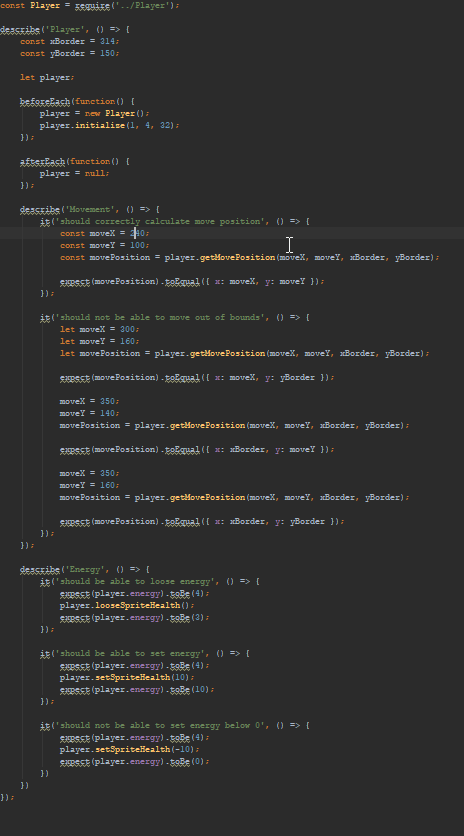 const Player = require('../Player');
describe('Player', () => {
const xBorder = 314;
const yBorder = 150;
let player;
beforeEach(function() {
player = new Player();
player.initialise(1, 4, 32);
});
afterEach(function() {
player = null;
});
describe('Movement', () => {
it('should correctly calculate move position', () => {
const moveX = 240;
const moveY = 100;
const movePosition = player.getMovePosition(moveX, moveY, xBorder, yBorder);
expect(movePosition).toEqual({ x: moveX, y: moveY });
});
it('should not be able to move out of bounds', () => {
let moveX = 300;
let moveY = 160;
let movePosition = player.getMovePosition(moveX, moveY, xBorder, yBorder);
expect(movePosition).toEqual({ x: moveX, y: yBorder });
moveX = 350;
moveY = 140;
movePosition = player.getMovePosition(moveX, moveY, xBorder, yBorder);
expect(movePosition).toEqual({ x: xBorder, y: moveY });
moveX = 350;
moveY = 160;
movePosition = player.getMovePosition(moveX, moveY, xBorder, yBorder);
expect(movePosition).toEqual({ x: xBorder, y: yBorder });
});
});
describe('Energy', () => {
it('should be able to loose energy', () => {
expect(player.energy).toBe(4);
player.looseSpriteHealth();
expect(player.energy).toBe(3);
});
it('should be able to set energy', () => {
expect(player.energy).toBe(4);
player.setSpriteHealth(10);
expect(player.energy).toBe(10);
});
it('should not be able to set energy below 0', () => {
expect(player.energy).toBe(4);
player.setSpriteHealth(-10);
expect(player.energy).toBe(0);
})
})
});